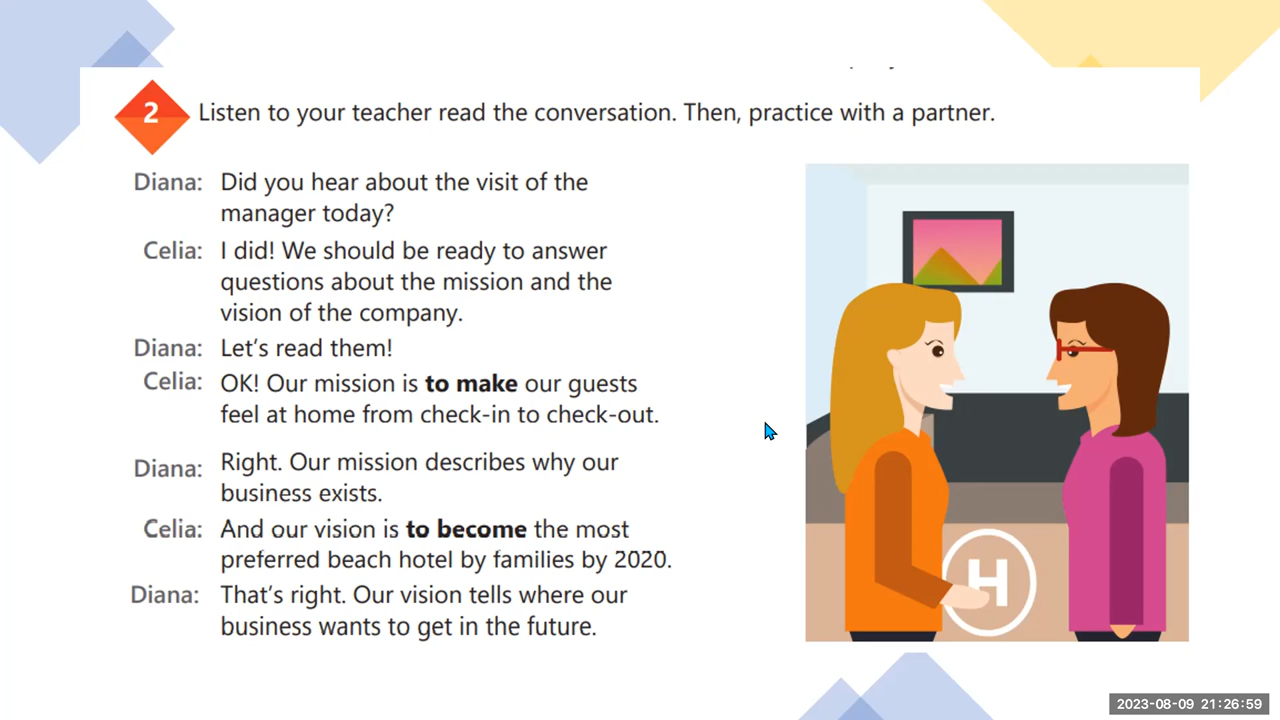 2 Listen to your teacher read the conversation. Then, practice with a partner.
Diana: Did you hear about the visit of the
manager today?
Celia: I did! We should be ready to answer
questions about the mission and the
vision of the company.
Diana: Let's read them!
Celia: OK! Our mission is to make our guests
feel at home from check-in to check-out.
Diana: Right. Our mission describes why our
business exists.
Celia: And our vision is to become the most
preferred beach hotel by families by 2020.
Diana: That's right. Our vision tells where our
business wants to get in the future.
H
2023-08-09 21:26:59